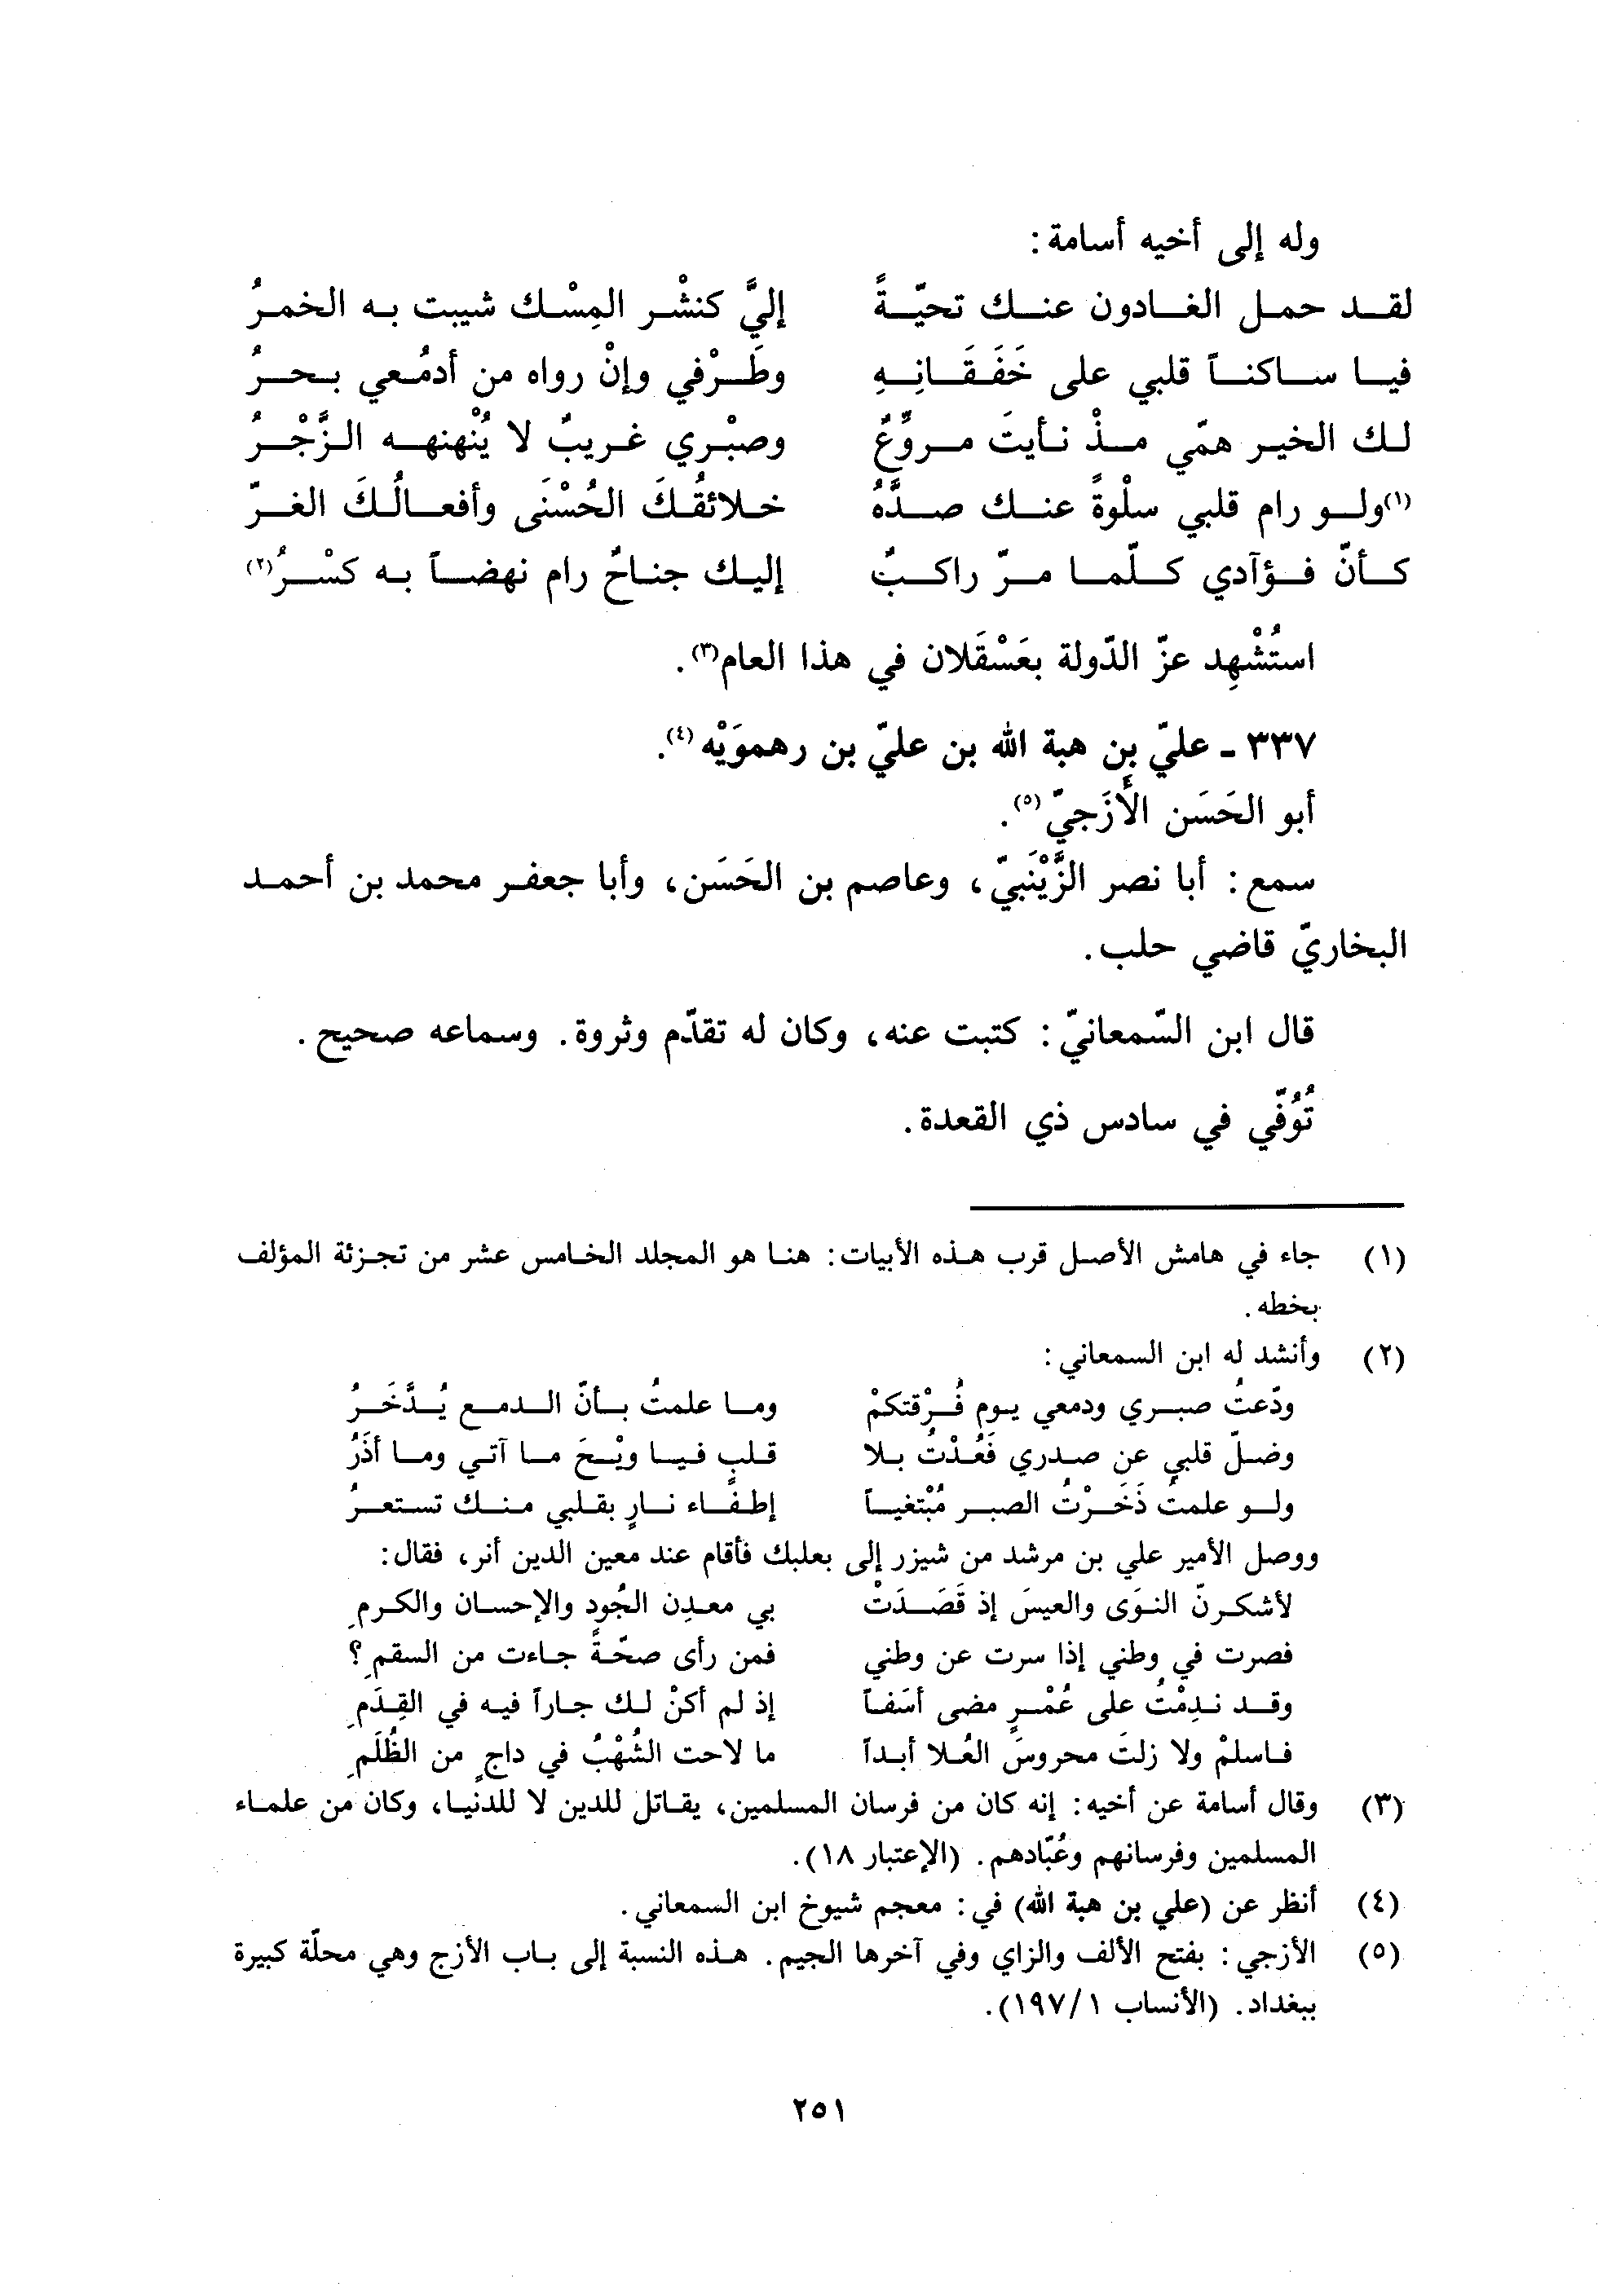 وله إلى أخيه أسامة:
لقد حمل الغادون عنك تحيّةً إليَّ كنشْر المِسْك شيبت به الخمرُ
فيا ساكناً قلبي على خَفَقَانِهِ وطَرْفي وإنْ رواه من أدمُعي بحرُ
لك الخير همّي مذْ نأيتَ مروِّعٌ وصبْري غريبٌ لا يُنْهنهه الزَّجْرُ
(١)ولو رام قلبي سلْوةً عنك صدَّهُ خلائقُكَ الحُسْنَى وأفعالُكَ الغرّ
كأنّ فؤآدي كلّما مرّ راكبٌ إليك جناحٌ رام نهضاً به كسْرُ(٢)
استُشْهِد عزّ الدّولة بعَسْقَلان في هذا العام(٣).
٣٣٧ ـ عليّ بن هبة الله بن عليّ بن رهموَيْه(٤).
أبو الحَسَن الأَزَجيّ(٥).
سمع: أبا نصر الزَّيْنَبيّ، وعاصم بن الحَسَن، وأبا جعفر محمد بن أحمد
البخاريّ قاضي حلب.
قال ابن السّمعانيّ: كتبت عنه، وكان له تقدّم وثروة. وسماعه صحيح.
تُوُفّي في سادس ذي القعدة.
(١) جاء في هامش الأصل قرب هذه الأبيات: هنا هو المجلد الخامس عشر من تجزئة المؤلف
بخطه.
(٢) وأنشد له ابن السمعاني:
ودّعتُ صبري ودمعي يوم فُرْقتكمْ وما علمتُ بأنّ الدمع يُدَّخَرُ
وضلّ قلبي عن صدري فَعُدْتُ بلا قلبٍ فيا ويْحَ ما آتي وما أذَرُ
ولو علمتُ ذَخَرْتُ الصبر مُبْتغياً إطفاء نارٍ بقلبي منك تستعرُ
ووصل الأمير علي بن مرشد من شيزر إلى بعلبك فأقام عند معين الدين أنر، فقال:
لأشكرنّ النوَى والعيسَ إذ قَصَدَتْ بي معدِن الجُودِ والإحسان والكرمِ
فصرت في وطني إذا سرت عن وطني فمن رأى صحّةً جاءت من السقمِ؟
وقد ندِمْتُ على عُمْرٍ مضى أسَفاً إذ لم أكنْ لك جاراً فيه في القِدَمِ
فاسلمْ ولا زلتَ محروسَ العُلا أبداً ما لاحت الشُهْبُ في داجٍ من الظُلَمِ
(٣) وقال أسامة عن أخيه: إنه كان من فرسان المسلمين، يقاتل للدين لا للدنيا، وكان من علماء
المسلمين وفرسانهم وعُبّادهم. (الإعتبار ١٨).
(٤) أنظر عن (علي بن هبة الله) في: معجم شيوخ ابن السمعاني.
(٥) الأزجي: بفتح الألف والزاي وفي آخرها الجيم. هذه النسبة إلى باب الأزج وهي محلّة كبيرة
ببغداد. (الأنساب ١/ ١٩٧).
٢٥١